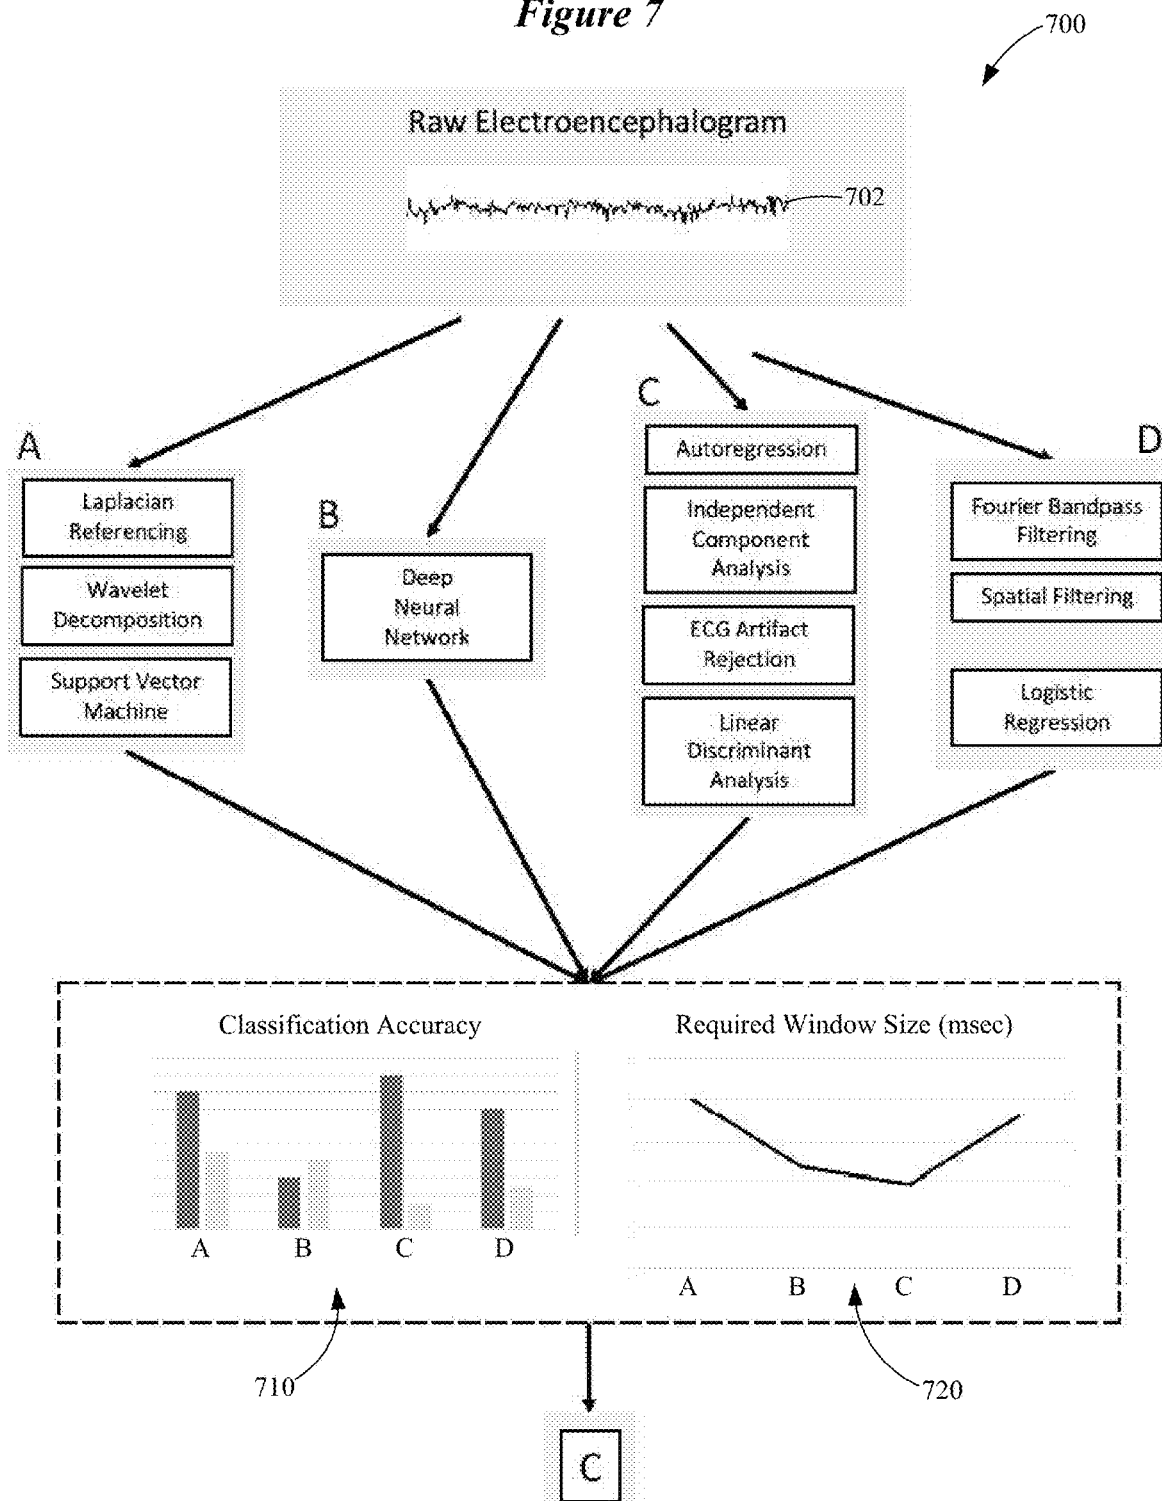 Figure 7
700
Raw Electroencephalogram
702
A
Laplacian
Referencing
Wavelet
Decomposition
Support Vector
Machine
B
Deep
Neural
Network
C
Autoregression
Independent
Component
Analysis
ECG Artifact
Rejection
Linear
Discriminant
Analysis
D
Fourier Bandpass
Filtering
Spatial Filtering
Logistic
Regression
Classification Accuracy
A B C D
710
Required Window Size (msec)
A B C D
720
C